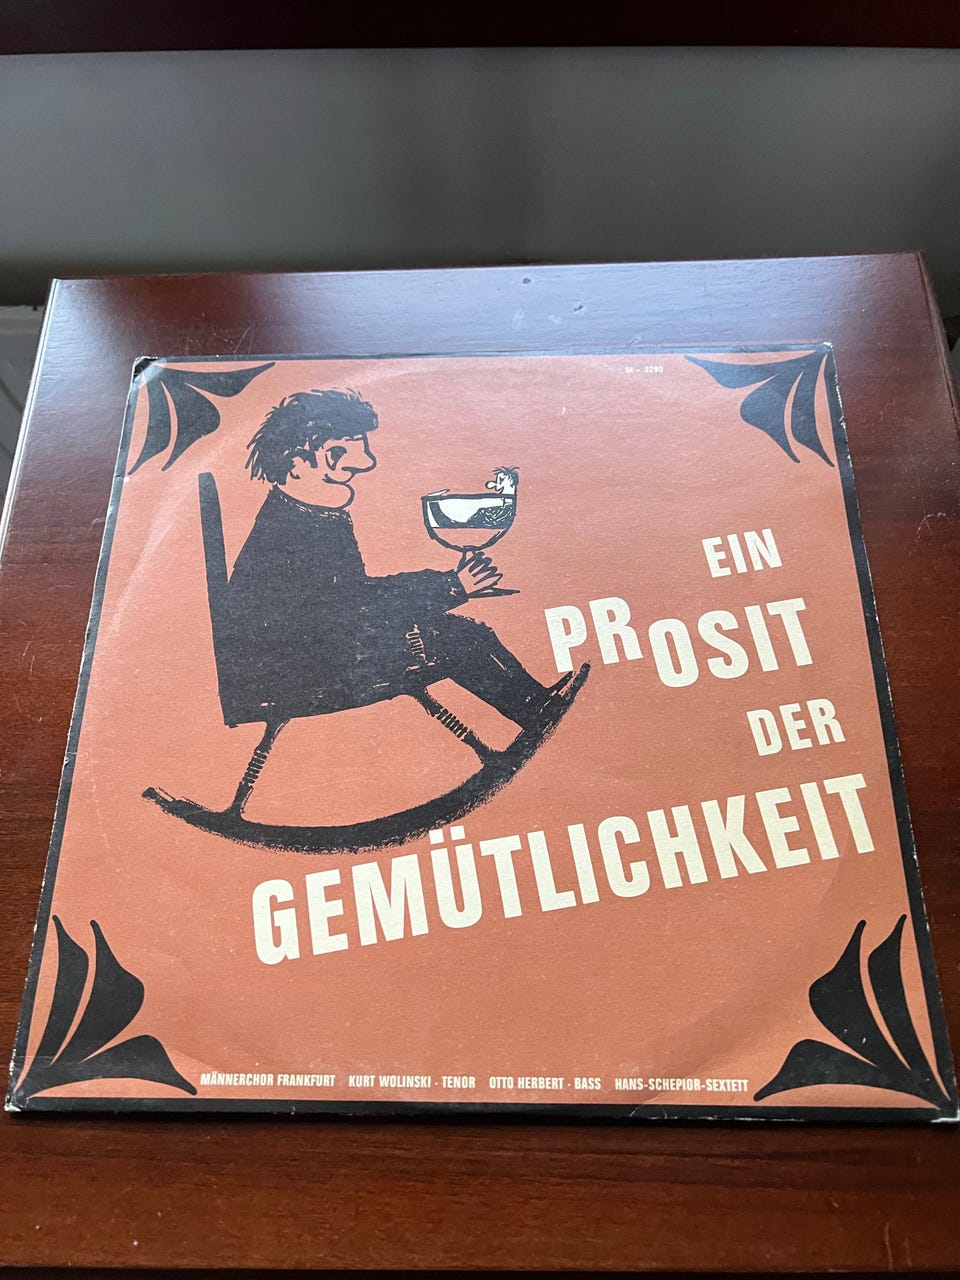 M - 2290
EIN
PROSIT
DER
GEMÜTLICHKEIT
MÄNNERCHOR FRANKFURT KURT WOLINSKI · TENOR OTTO HERBERT · BASS HANS-SCHEPIOR-SEXTETT